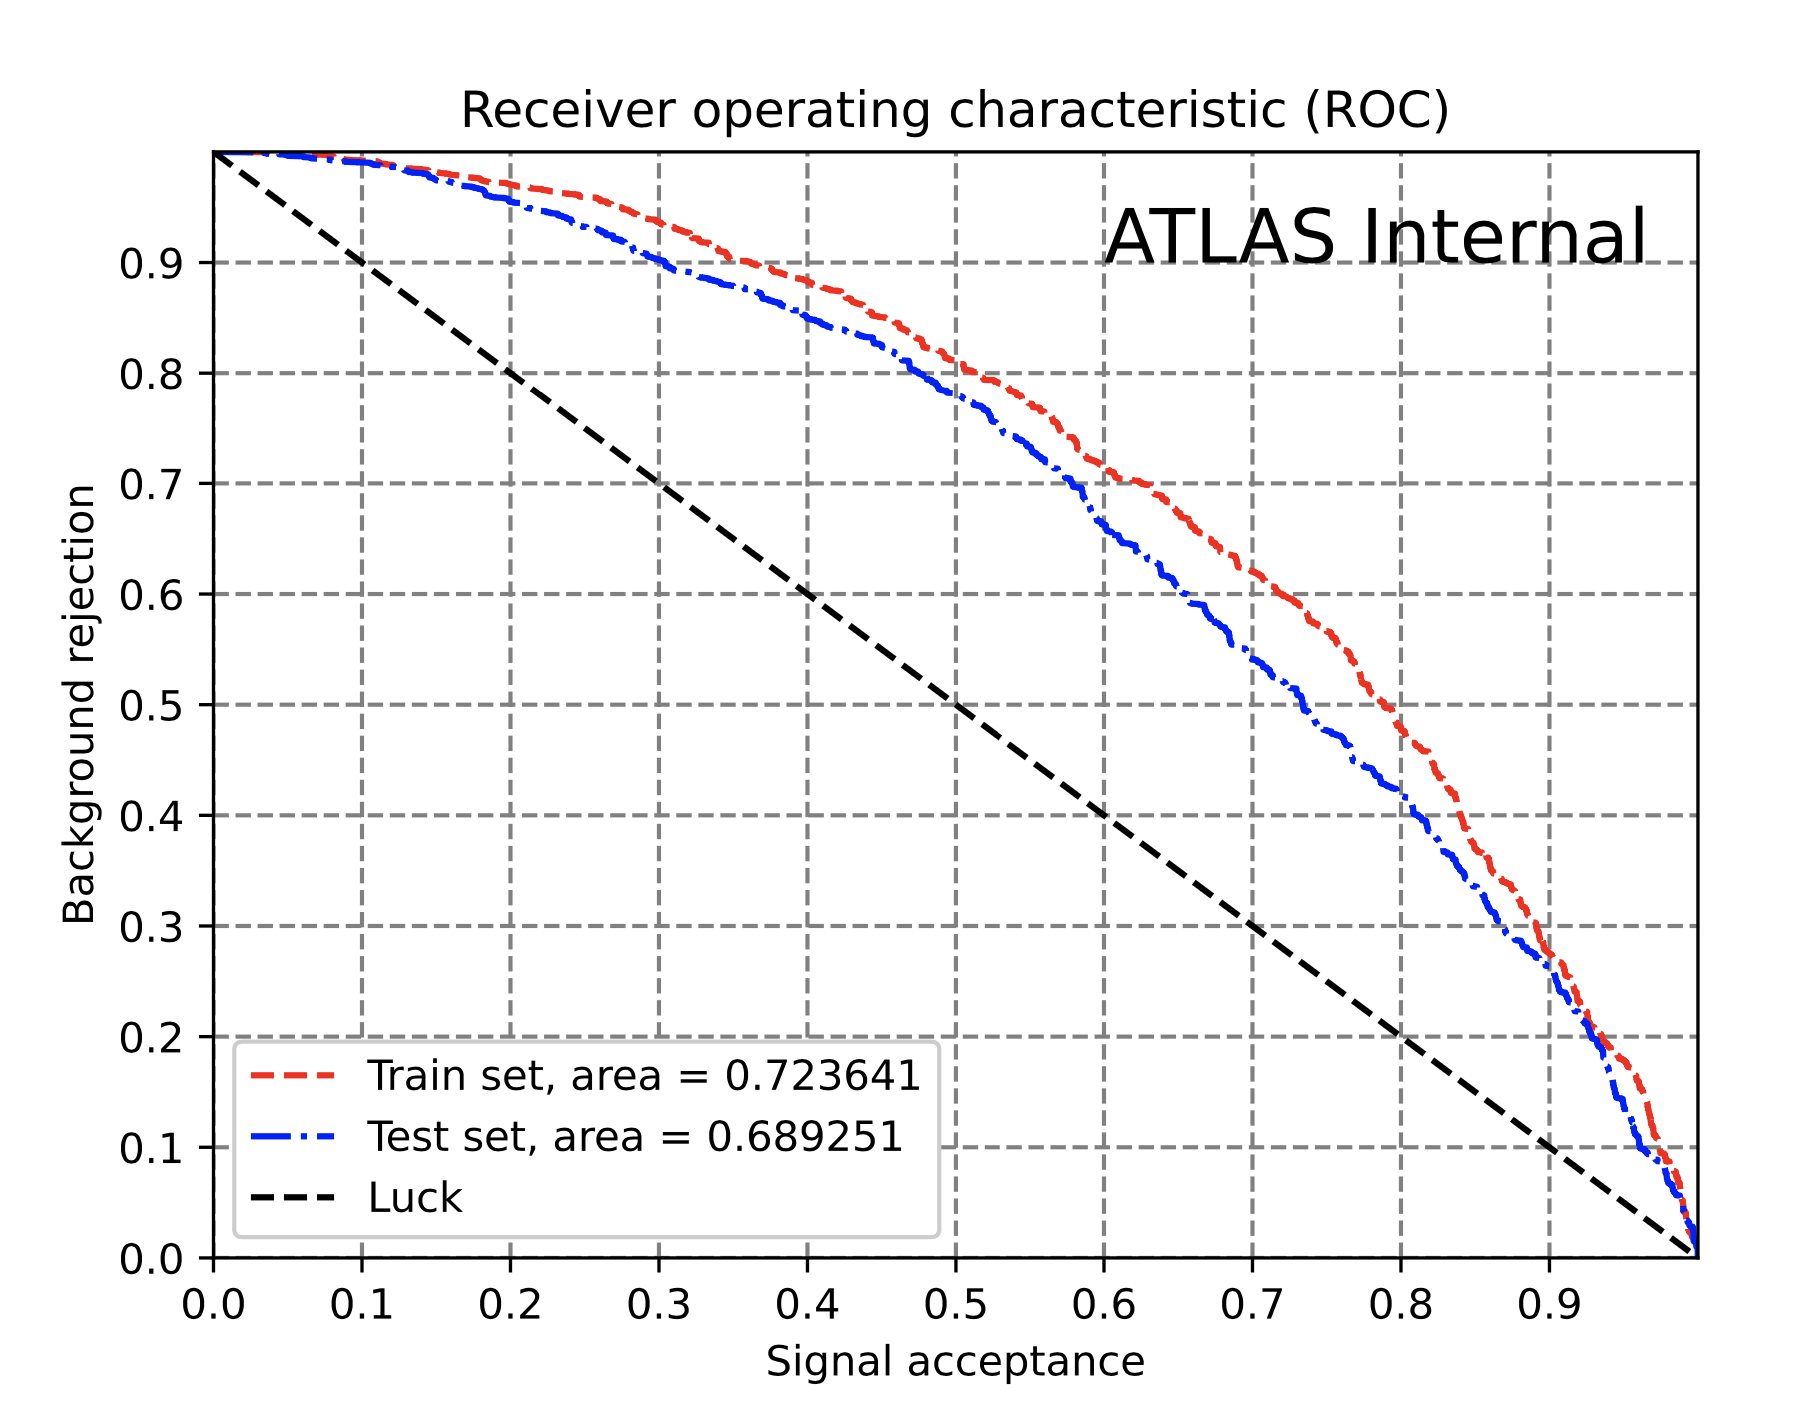 Receiver operating characteristic (ROC)
ATLAS Internal
Background rejection
0.9
0.8
0.7
0.6
0.5
0.4
0.3
0.2
0.1
0.0
Train set, area = 0.723641
Test set, area = 0.689251
Luck
0.0 0.1 0.2 0.3 0.4 0.5 0.6 0.7 0.8 0.9
Signal acceptance